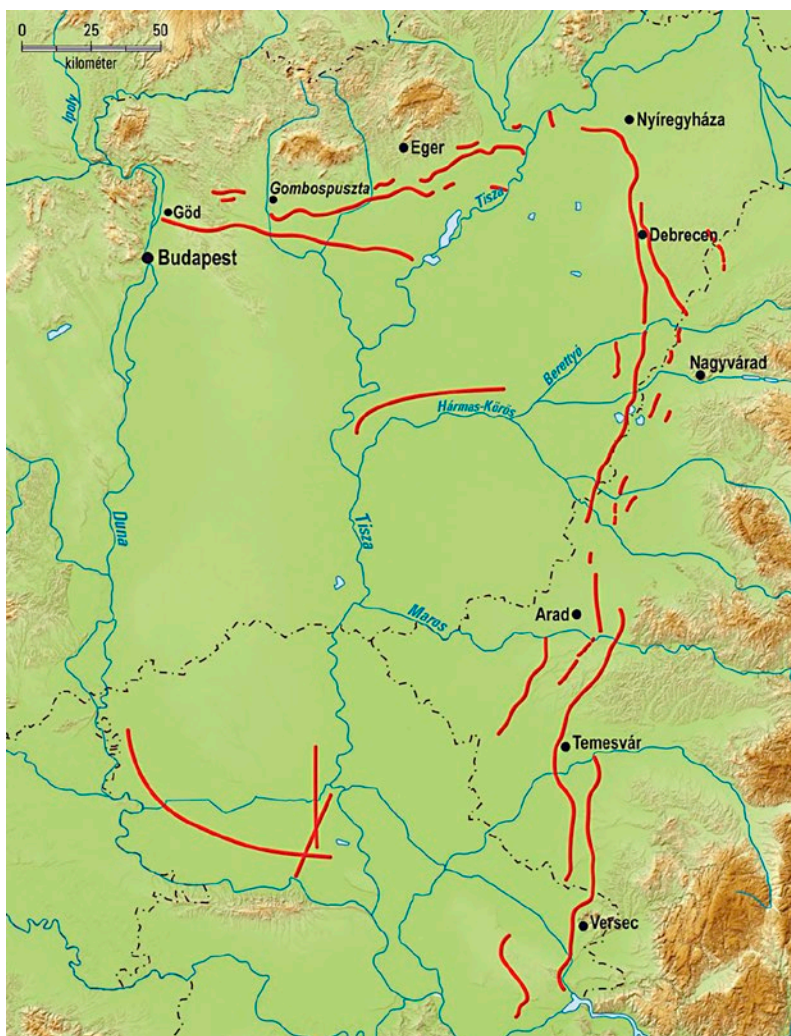 0 25 50
kilométer
Ipoly
Nyíregyháza
Eger
Gombospuszta
Tisza
Göd
Debrecen
Budapest
Berettyó
Nagyvárad
Hármas-Körös
Duna
Tisza
Maros
Arad
Temesvár
Versec